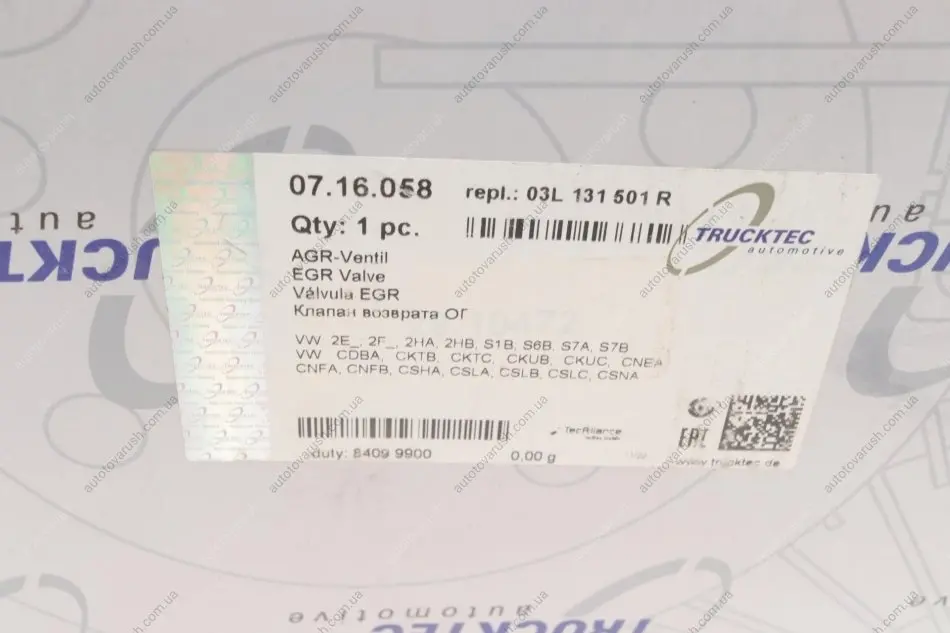 07.16.058 repl.: 03L 131 501 R
Qty: 1 pc.
TRUCKTEC
automotive
AGR-Ventil
EGR Valve
Válvula EGR
Клапан возврата ОГ
VW 2E_, 2F_, 2HA, 2HB, S1B, S6B, S7A, S7B
VW CDBA, CKTB, CKTC, CKUB, CKUC, CNEA
CNFA, CNFB, CSHA, CSLA, CSLB, CSLC, CSNA
TecAlliance
duty: 8409 9900 0,00 g
www.trucktec.de
automotive
TRUCKTEC
autotovarush.com.ua